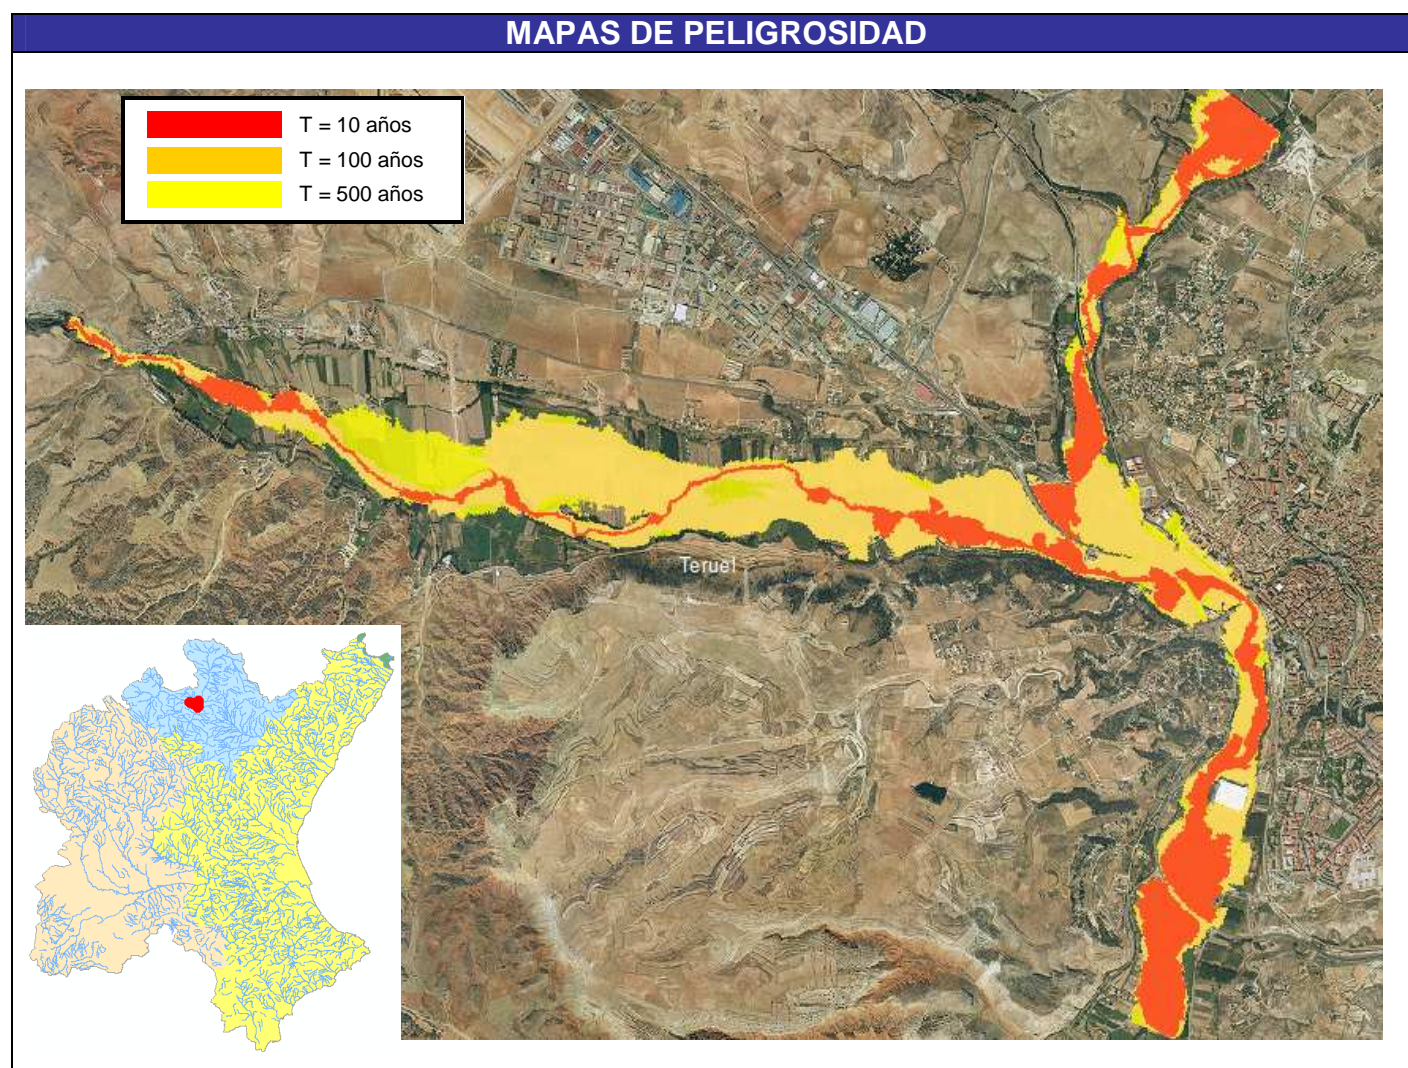 MAPAS DE PELIGROSIDAD
T = 10 años
T = 100 años
T = 500 años
Teruel